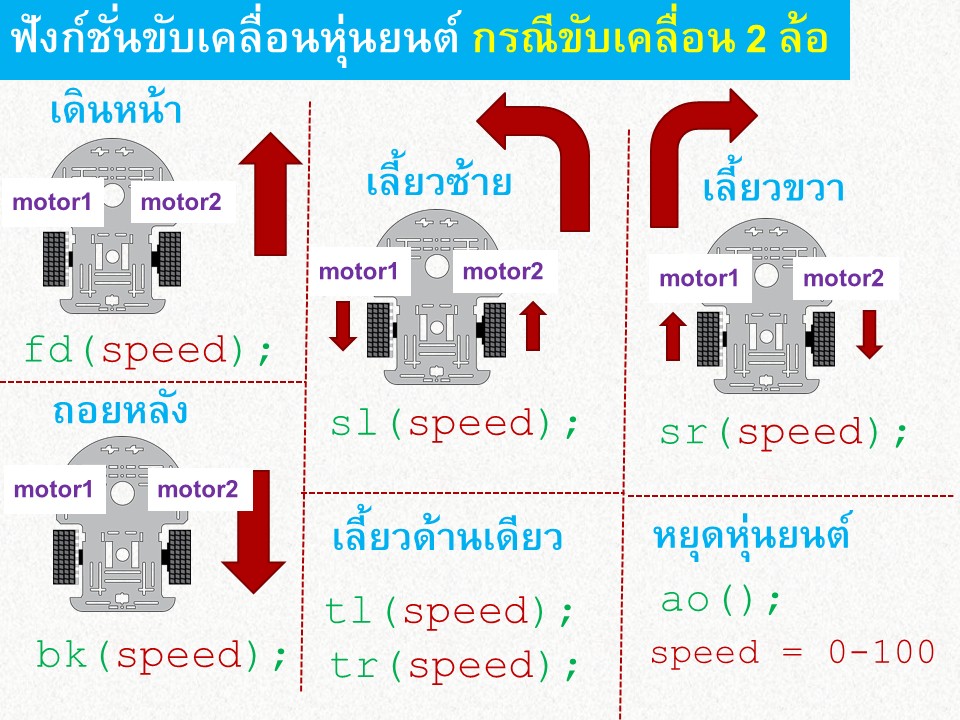 ฟังก์ชั่นขับเคลื่อนหุ่นยนต์ กรณีขับเคลื่อน 2 ล้อ
เดินหน้า
motor1 motor2
fd(speed);
ถอยหลัง
motor1 motor2
bk(speed);
เลี้ยวซ้าย
motor1 motor2
sl(speed);
เลี้ยวด้านเดียว
tl(speed);
tr(speed);
เลี้ยวขวา
motor1 motor2
sr(speed);
หยุดหุ่นยนต์
ao();
speed = 0-100